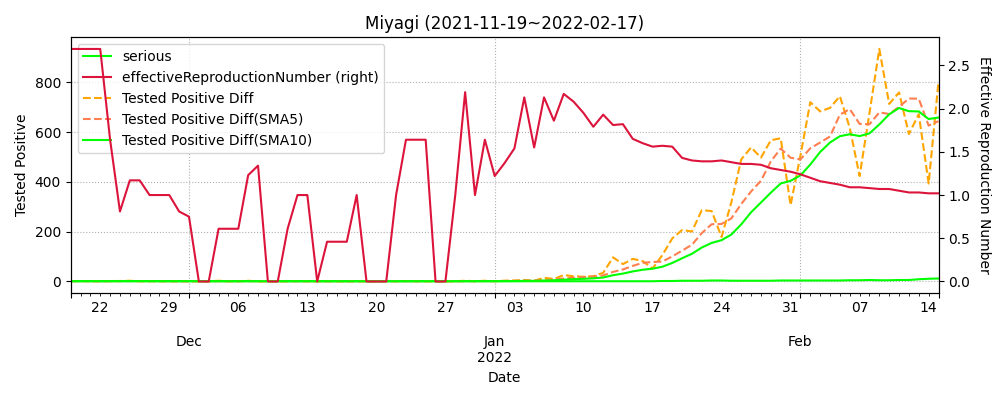 Miyagi (2021-11-19~2022-02-17)
serious
effectiveReproductionNumber (right)
Tested Positive Diff
Tested Positive Diff(SMA5)
Tested Positive Diff(SMA10)
Tested Positive
800
600
400
200
0
Effective Reproduction Number
2.5
2.0
1.5
1.0
0.5
0.0
22 29 06 13 20 27 03 10 17 24 31 07 14
Dec Jan Feb
2022
Date